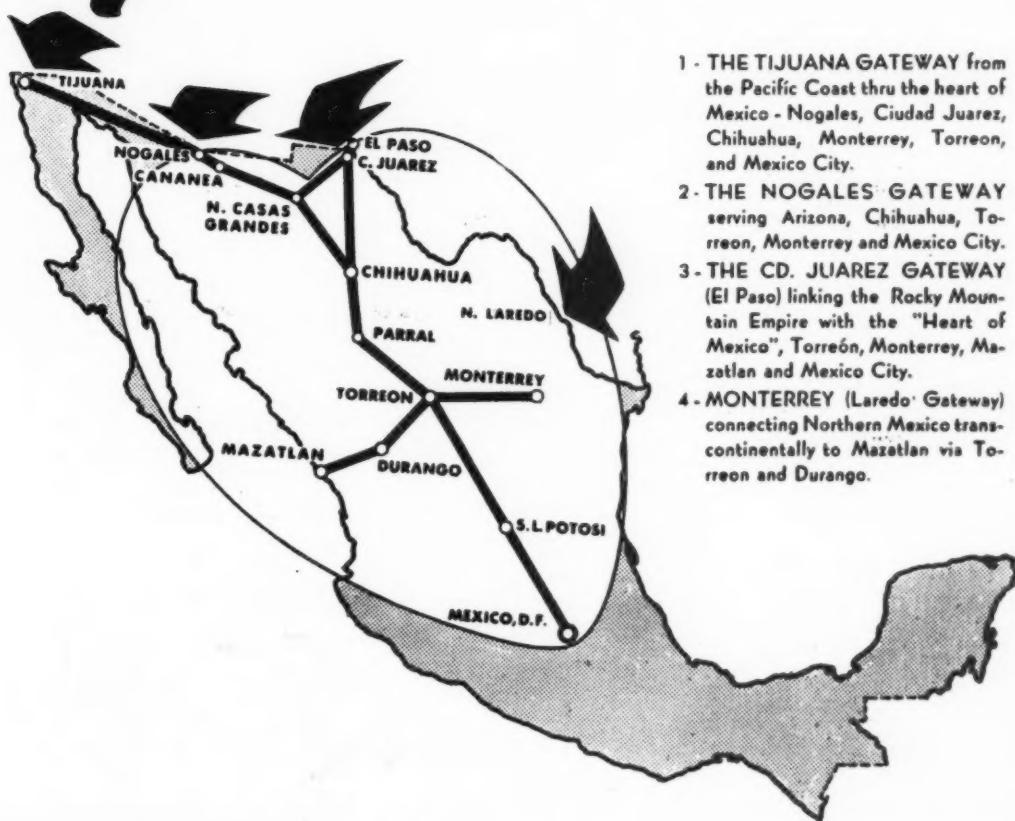 TIJUANA
NOGALES
CANANEA
EL PASO
C. JUAREZ
N. CASAS
GRANDES
CHIHUAHUA
N. LAREDO
PARRAL
MONTERREY
TORREON
MAZATLAN
DURANGO
S.L. POTOSI
MEXICO, D.F.
1 - THE TIJUANA GATEWAY from
the Pacific Coast thru the heart of
Mexico - Nogales, Ciudad Juarez,
Chihuahua, Monterrey, Torreon,
and Mexico City.
2 - THE NOGALES GATEWAY
serving Arizona, Chihuahua, To-
rreon, Monterrey and Mexico City.
3 - THE CD. JUAREZ GATEWAY
(El Paso) linking the Rocky Moun-
tain Empire with the "Heart of
Mexico", Torreón, Monterrey, Ma-
zatlan and Mexico City.
4 - MONTERREY (Laredo Gateway)
connecting Northern Mexico trans-
continentally to Mazatlan via To-
rreon and Durango.